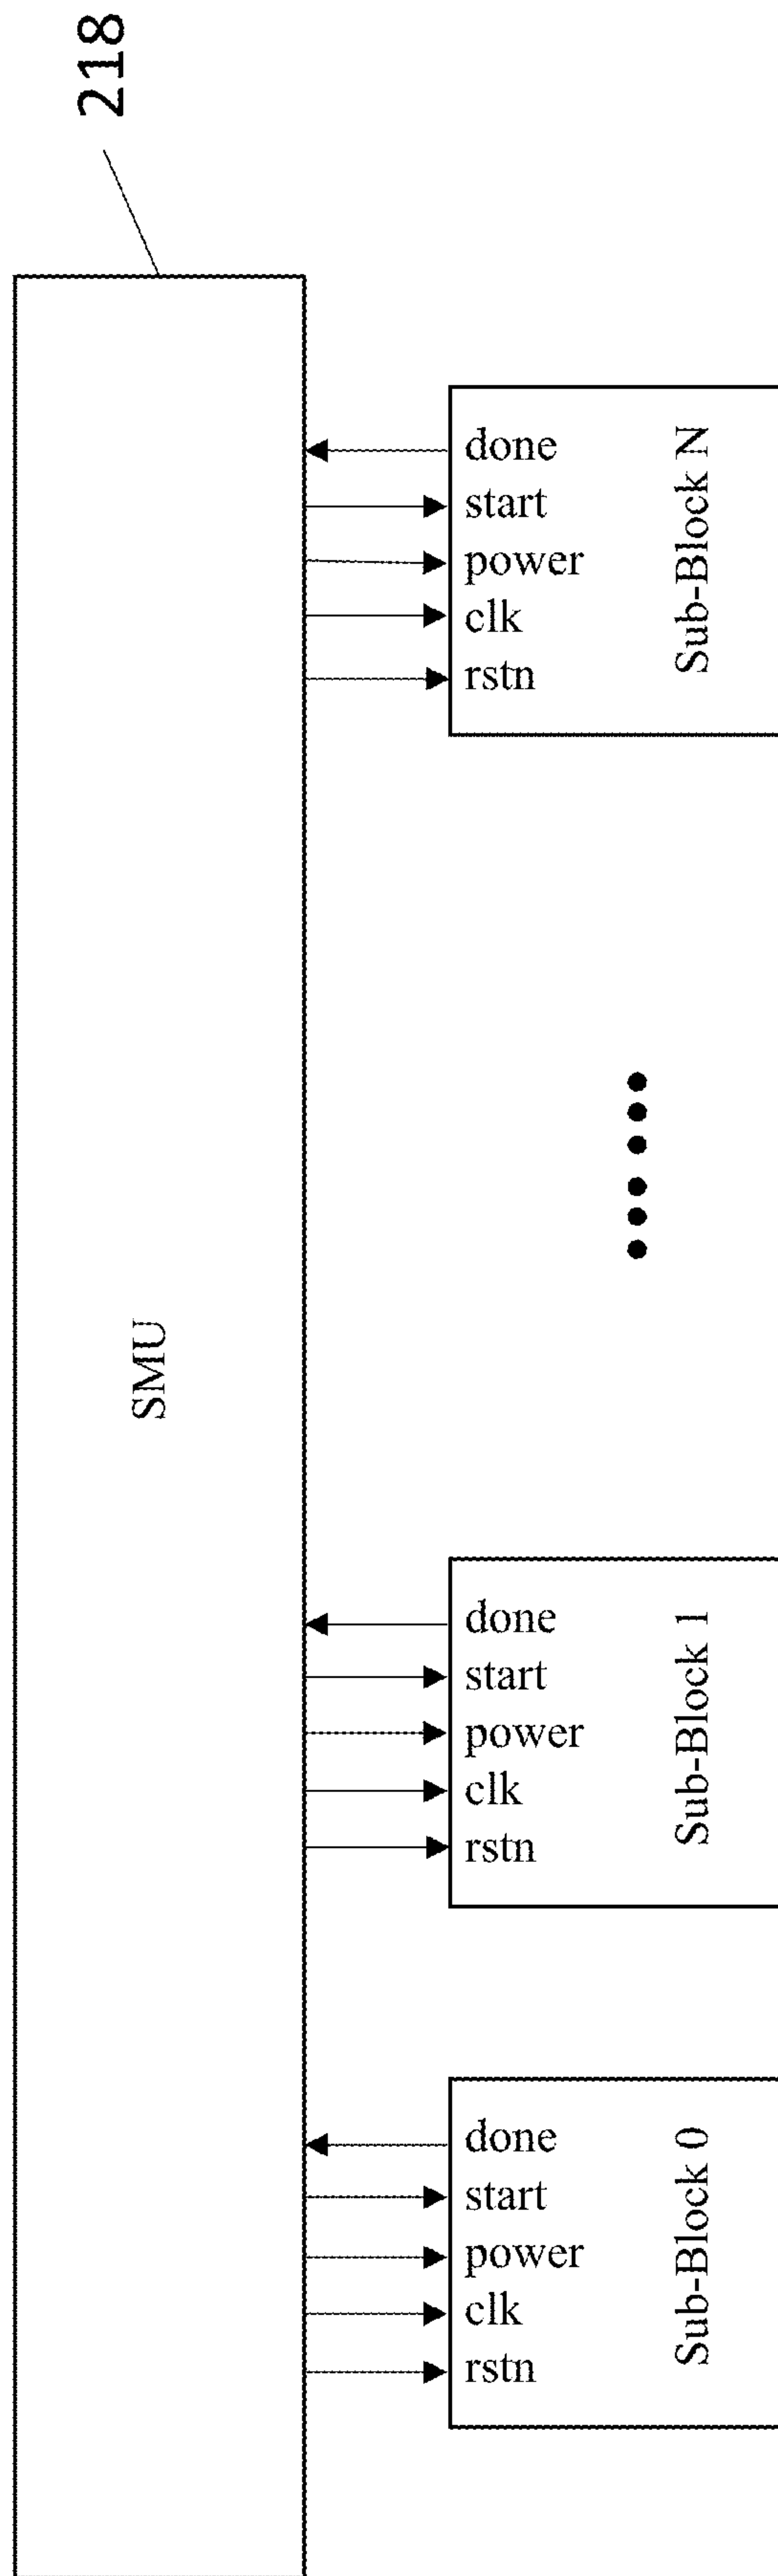 218
SMU
done
start
power
clk
rstn
Sub-Block N
done
start
power
clk
rstn
Sub-Block 1
done
start
power
clk
rstn
Sub-Block 0